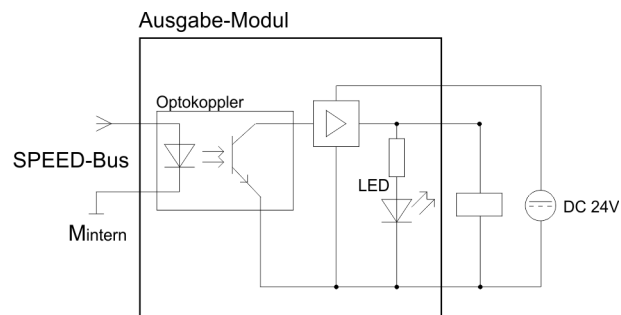 Ausgabe-Modul
Optokoppler
SPEED-Bus
LED
DC 24V
Mintern